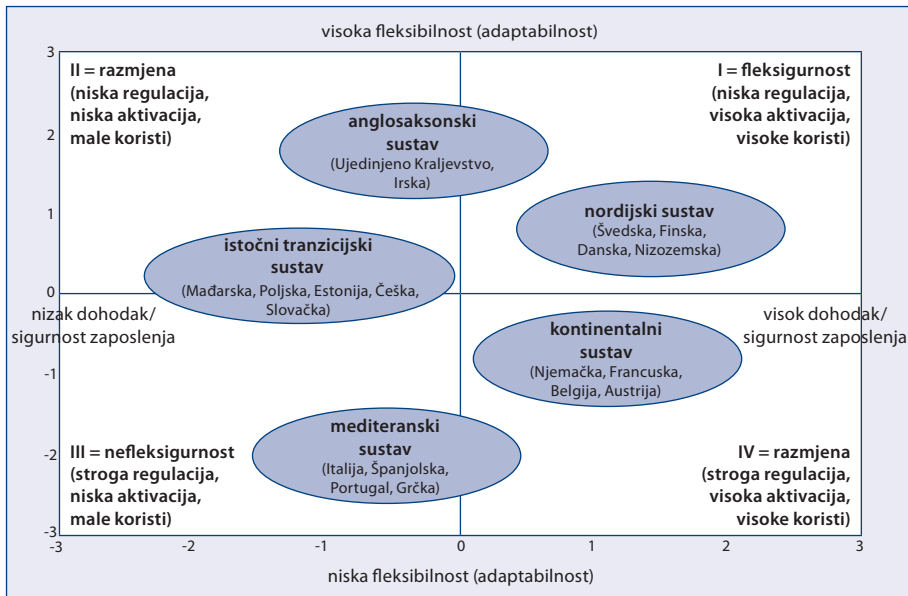 visoka fleksibilnost (adaptabilnost)
3
2
1
0
-1
-2
-3
II = razmjena
(niska regulacija,
niska aktivacija,
male koristi)
I = fleksigurnost
(niska regulacija,
visoka aktivacija,
visoke koristi)
anglosaksonski
sustav
(Ujedinjeno Kraljevstvo,
Irska)
nordijski sustav
(Švedska, Finska,
Danska, Nizozemska)
istočni tranzicijski
sustav
(Mađarska, Poljska, Estonija, Češka,
Slovačka)
nizak dohodak/
sigurnost zaposlenja
visok dohodak/
sigurnost zaposlenja
kontinentalni
sustav
(Njemačka, Francuska,
Belgija, Austrija)
mediteranski
sustav
(Italija, Španjolska,
Portugal, Grčka)
III = nefleksigurnost
(stroga regulacija,
niska aktivacija,
male koristi)
IV = razmjena
(stroga regulacija,
visoka aktivacija,
visoke koristi)
-3 -2 -1 0 1 2 3
niska fleksibilnost (adaptabilnost)